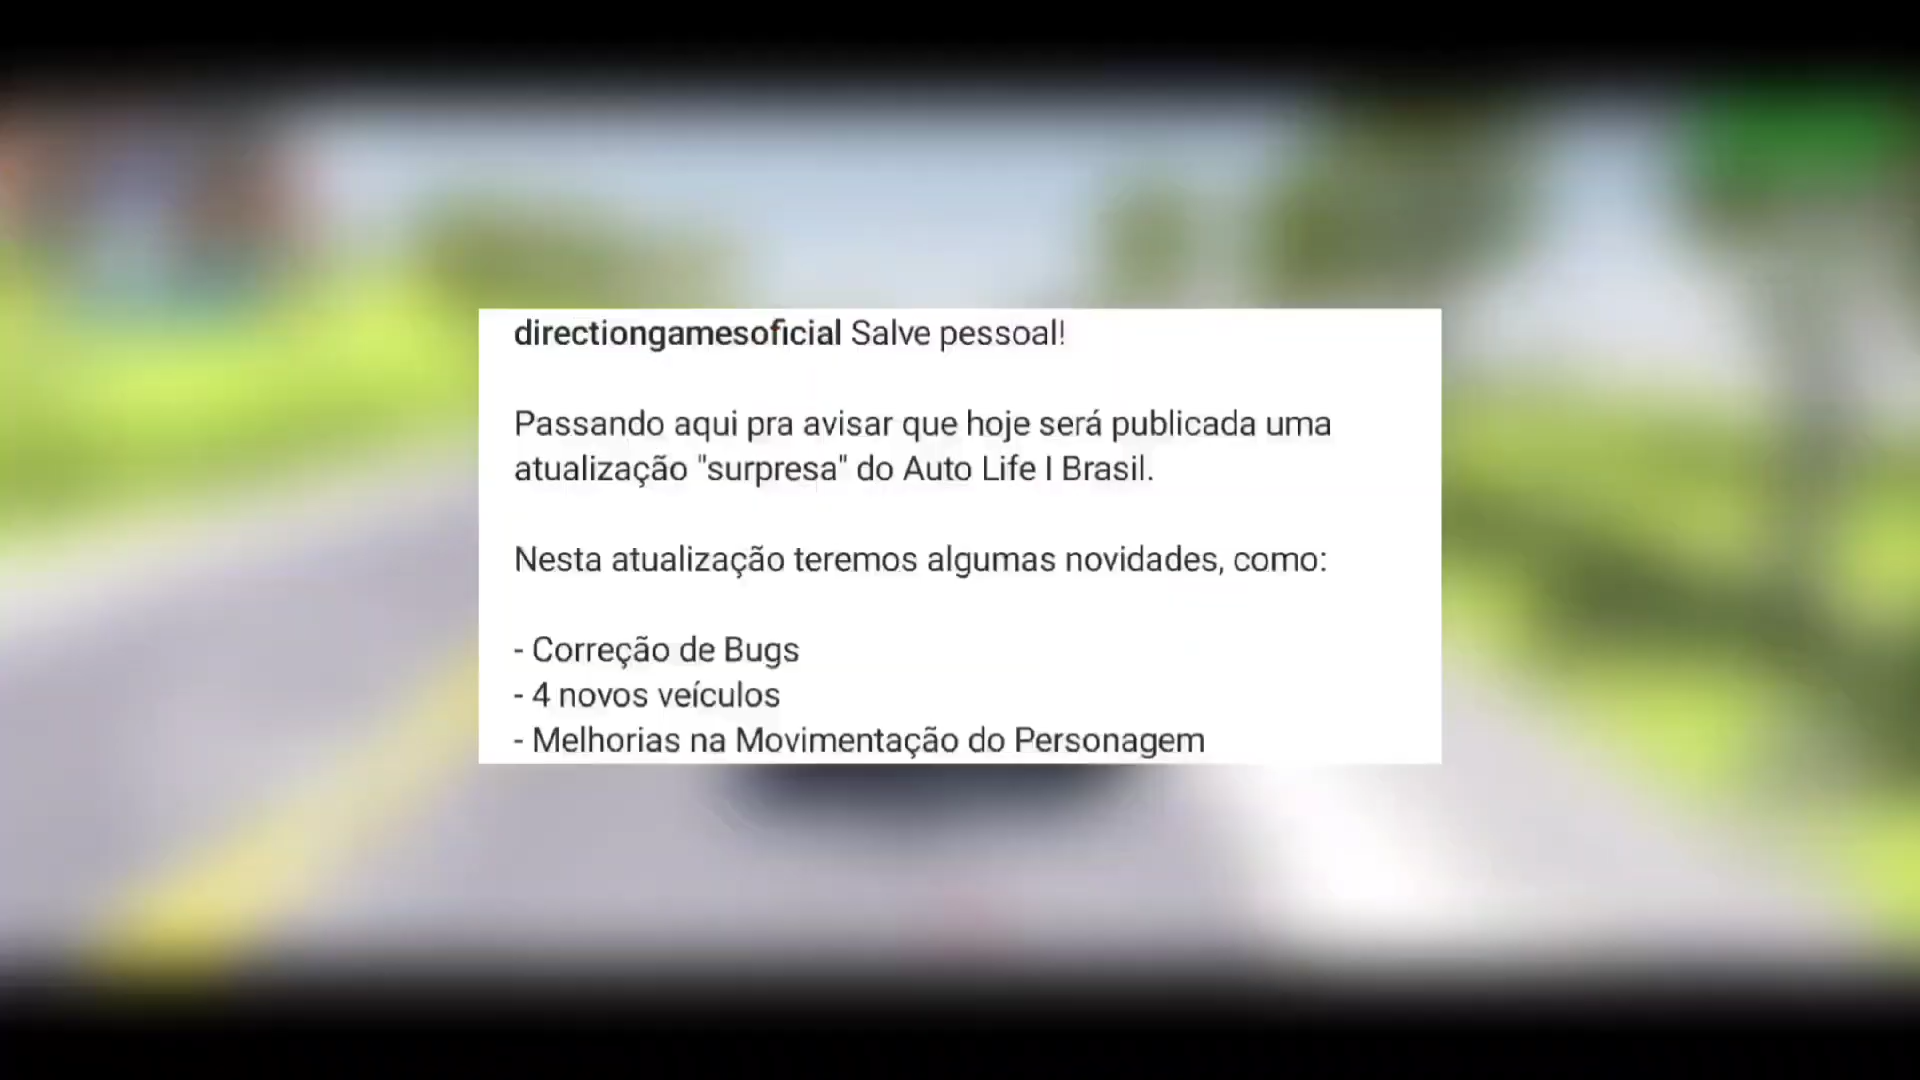 directiongamesoficial Salve pessoal!
Passando aqui pra avisar que hoje será publicada uma
atualização "surpresa" do Auto Life I Brasil.
Nesta atualização teremos algumas novidades, como:
- Correção de Bugs
- 4 novos veículos
- Melhorias na Movimentação do Personagem